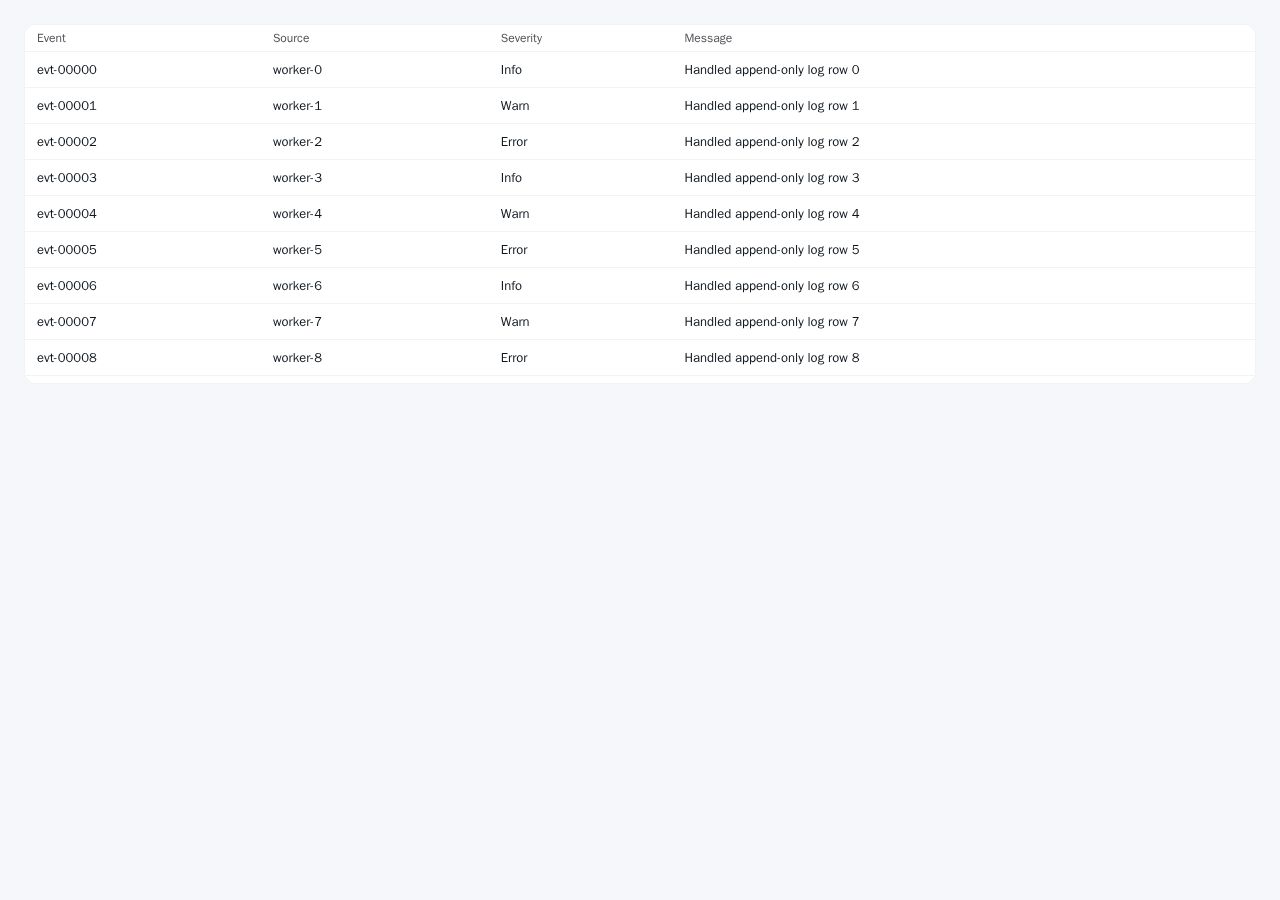 Event Source Severity Message
evt-00000 worker-0 Info Handled append-only log row 0
evt-00001 worker-1 Warn Handled append-only log row 1
evt-00002 worker-2 Error Handled append-only log row 2
evt-00003 worker-3 Info Handled append-only log row 3
evt-00004 worker-4 Warn Handled append-only log row 4
evt-00005 worker-5 Error Handled append-only log row 5
evt-00006 worker-6 Info Handled append-only log row 6
evt-00007 worker-7 Warn Handled append-only log row 7
evt-00008 worker-8 Error Handled append-only log row 8